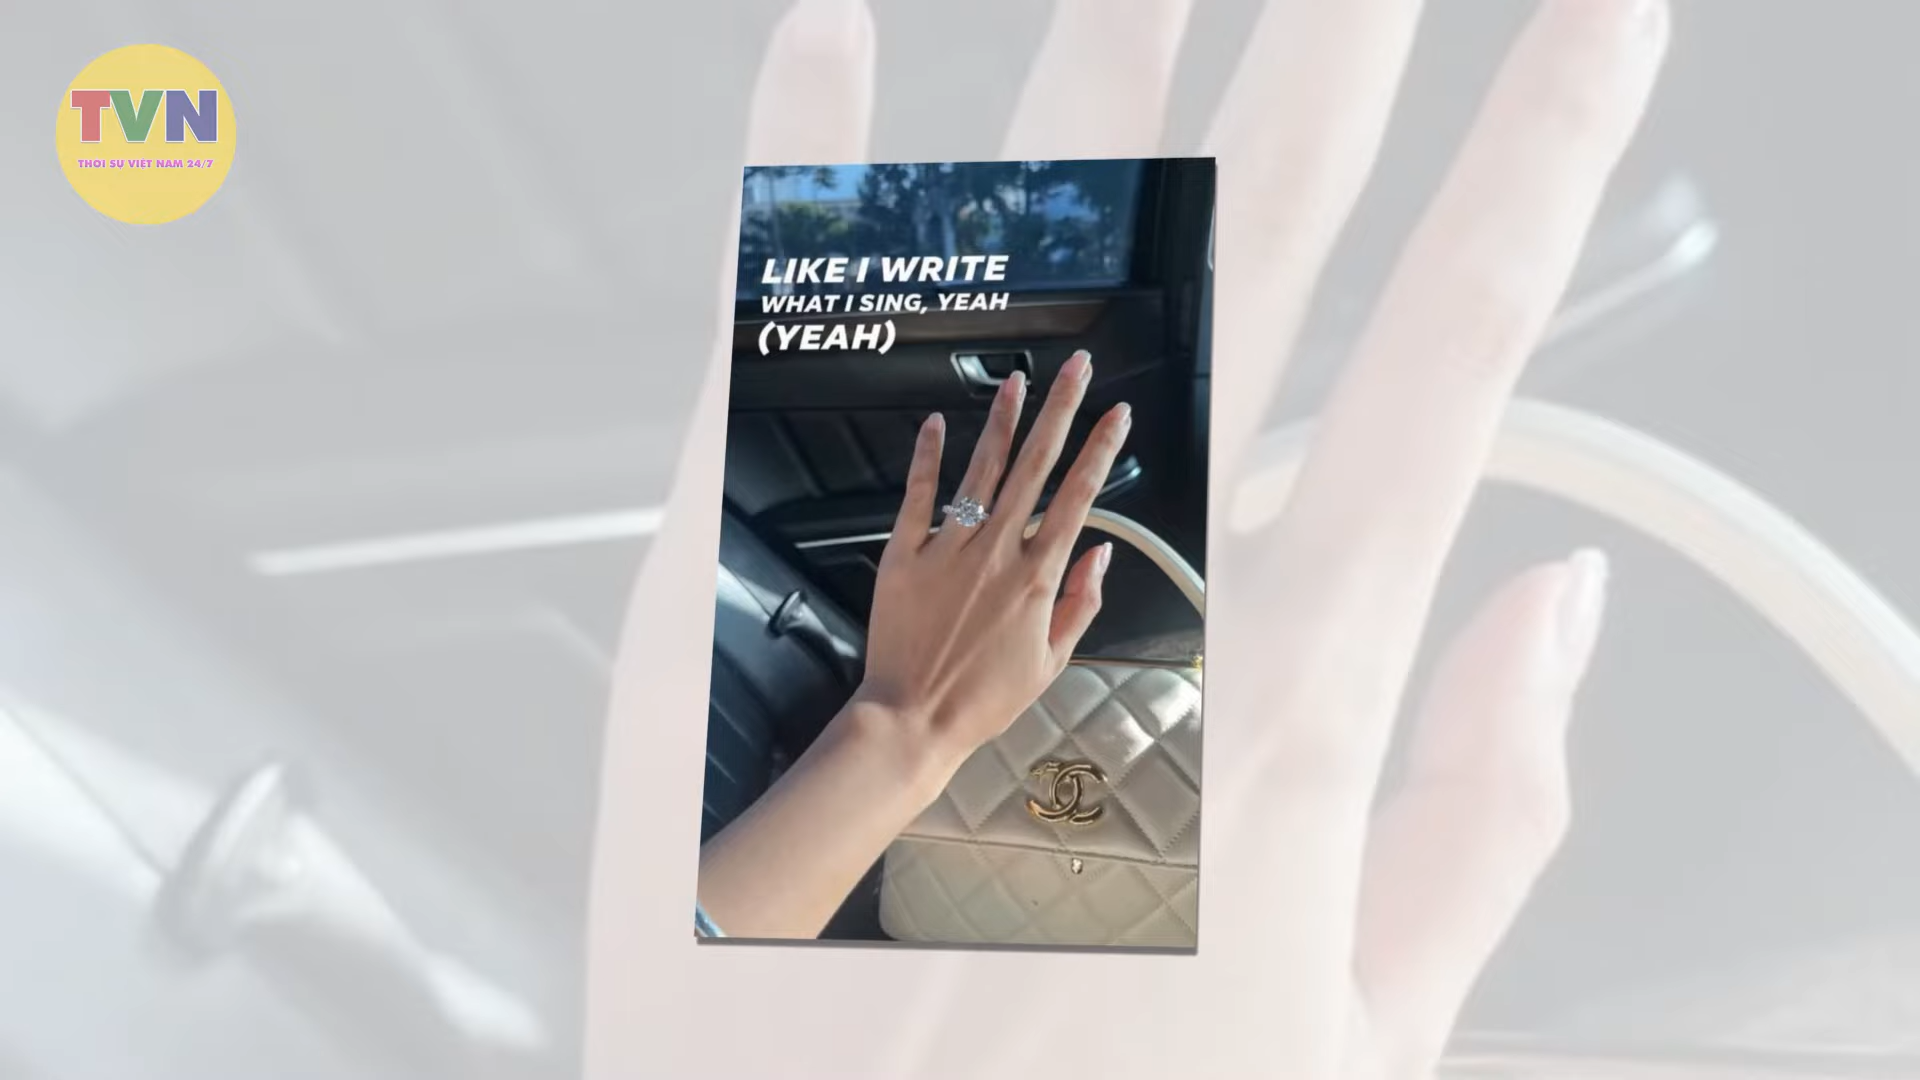 TVN
THOI SỰ VIỆT NAM 24/7
LIKE I WRITE
WHAT I SING, YEAH
(YEAH)